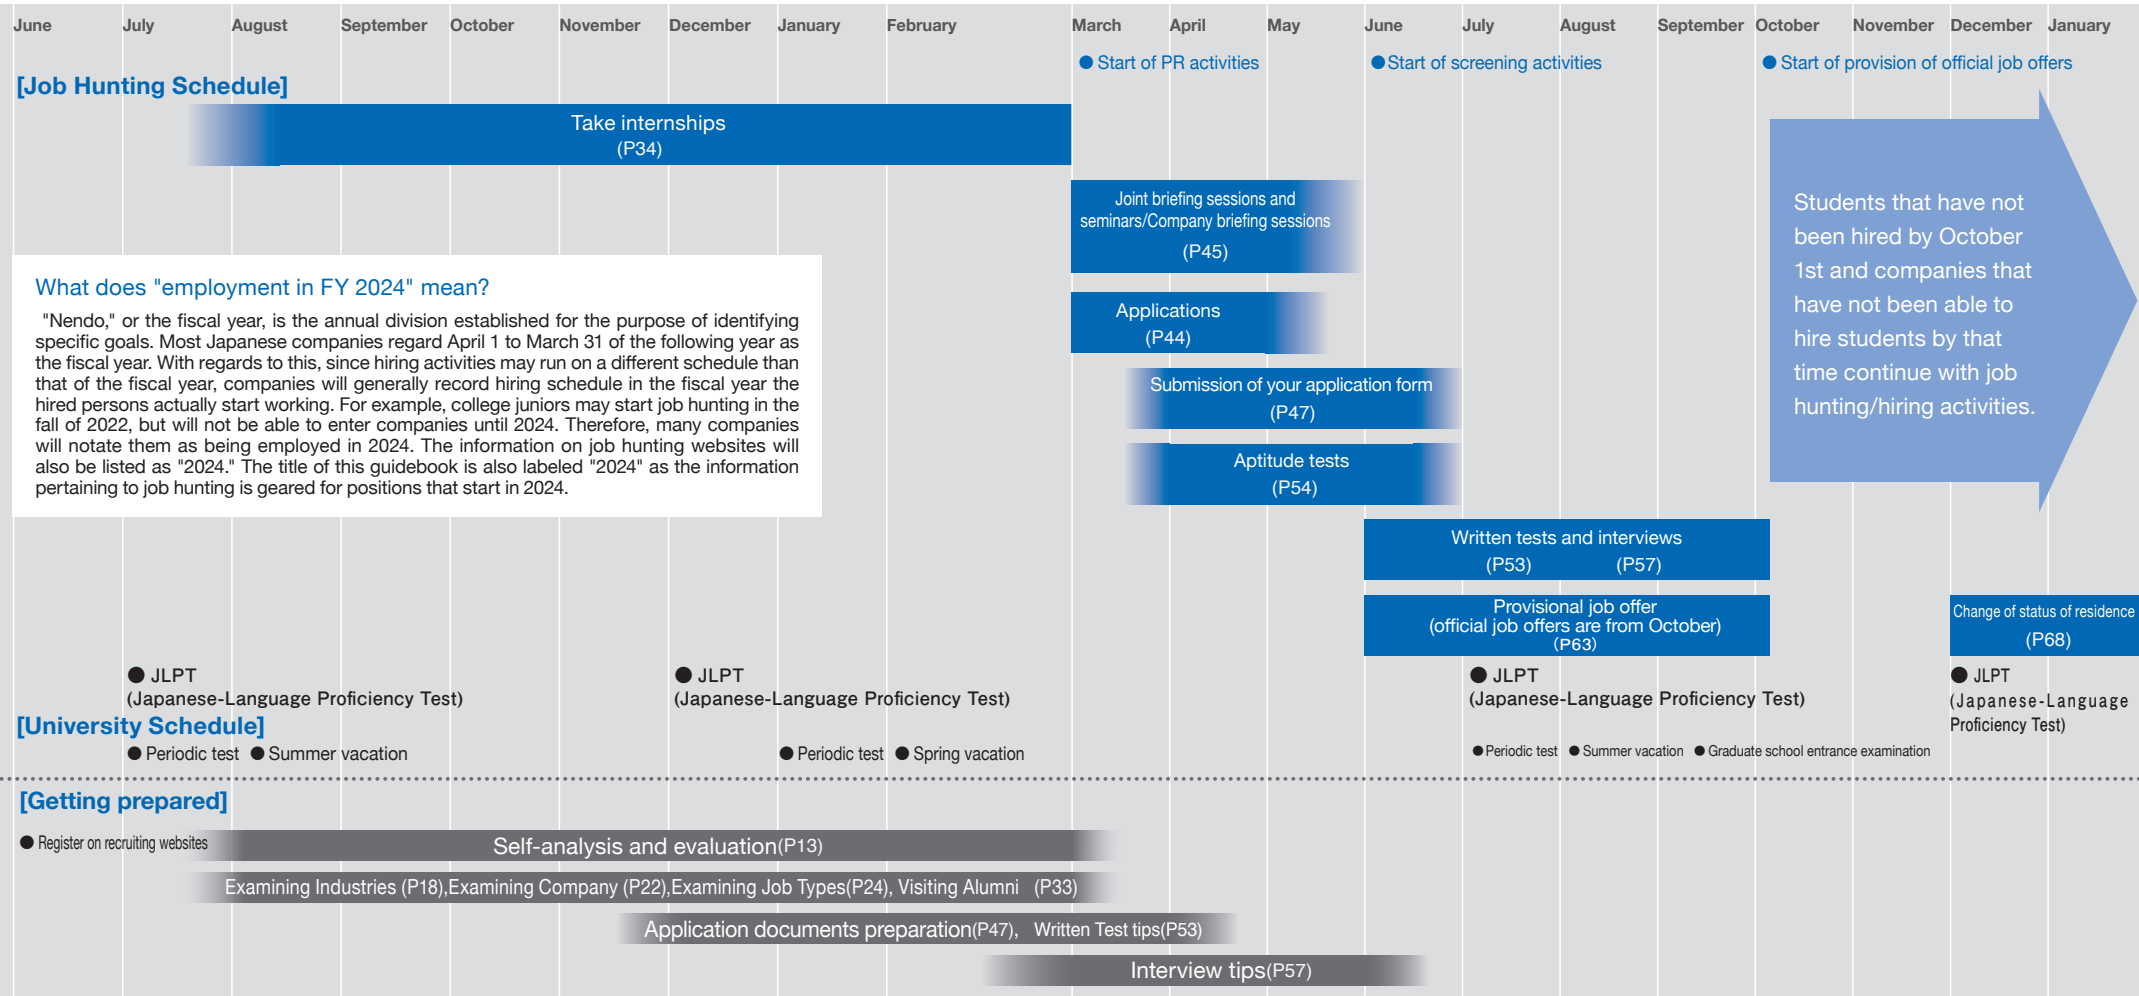 June July August September October November December January February March April May June July August September October November December January
● Start of PR activities ● Start of screening activities ● Start of provision of official job offers
[Job Hunting Schedule]
Take internships
(P34)
Joint briefing sessions and
seminars/Company briefing sessions
(P45)
Applications
(P44)
Submission of your application form
(P47)
Aptitude tests
(P54)
Written tests and interviews
(P53) (P57)
Provisional job offer
(official job offers are from October)
(P63)
Students that have not
been hired by October
1st and companies that
have not been able to
hire students by that
time continue with job
hunting/hiring activities.
Change of status of residence
(P68)
What does "employment in FY 2024" mean?
"Nendo," or the fiscal year, is the annual division established for the purpose of identifying
specific goals. Most Japanese companies regard April 1 to March 31 of the following year as
the fiscal year. With regards to this, since hiring activities may run on a different schedule than
that of the fiscal year, companies will generally record hiring schedule in the fiscal year the
hired persons actually start working. For example, college juniors may start job hunting in the
fall of 2022, but will not be able to enter companies until 2024. Therefore, many companies
will notate them as being employed in 2024. The information on job hunting websites will
also be listed as "2024." The title of this guidebook is also labeled "2024" as the information
pertaining to job hunting is geared for positions that start in 2024.
● JLPT
(Japanese-Language Proficiency Test)
● JLPT
(Japanese-Language Proficiency Test)
● JLPT
(Japanese-Language Proficiency Test)
● JLPT
(Japanese-Language
Proficiency Test)
[University Schedule]
● Periodic test ● Summer vacation ● Periodic test ● Spring vacation ● Periodic test ● Summer vacation ● Graduate school entrance examination
[Getting prepared]
● Register on recruiting websites
Self-analysis and evaluation(P13)
Examining Industries (P18),Examining Company (P22),Examining Job Types(P24), Visiting Alumni (P33)
Application documents preparation(P47), Written Test tips(P53)
Interview tips(P57)